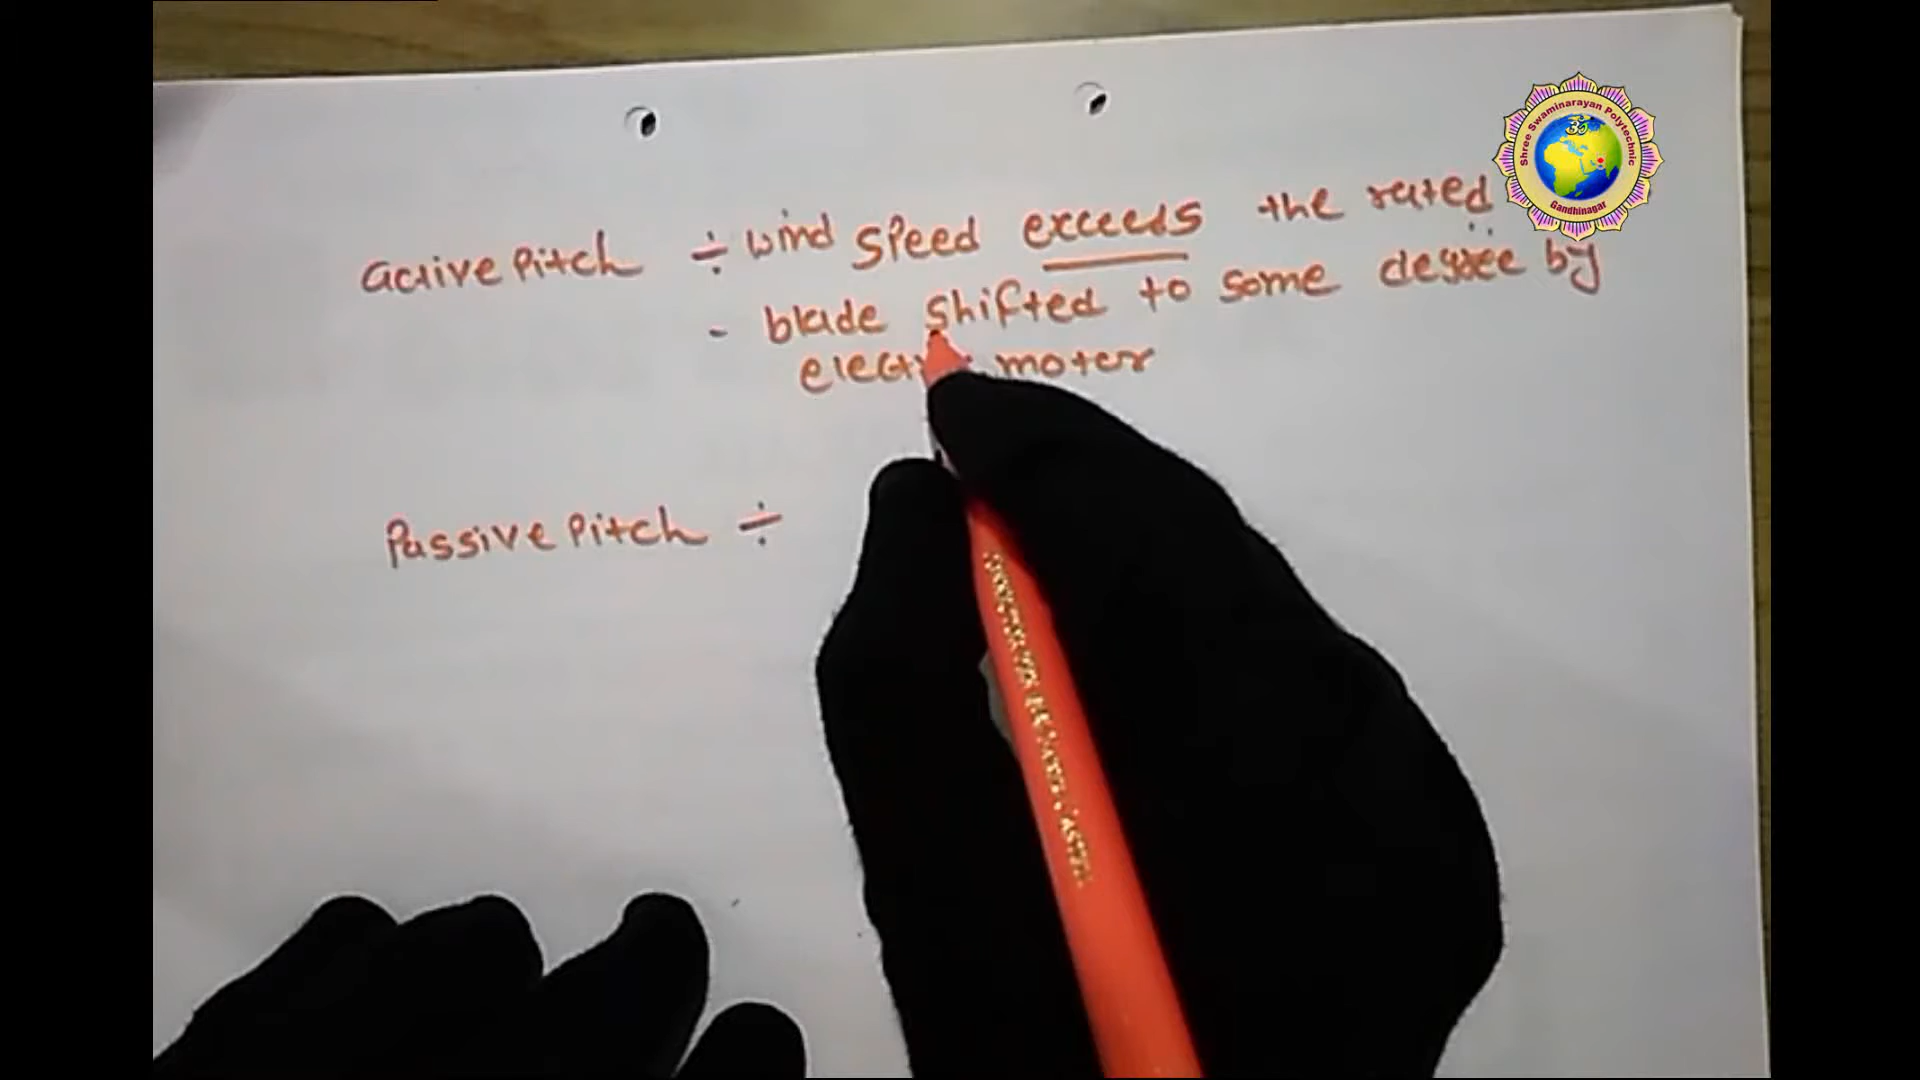 Shree Swaminarayan Polytechnic
Gandhinagar
ॐ
active Pitch ÷ wind speed exceeds the rated
- blade shifted to some degree by
motor
Passive Pitch ÷